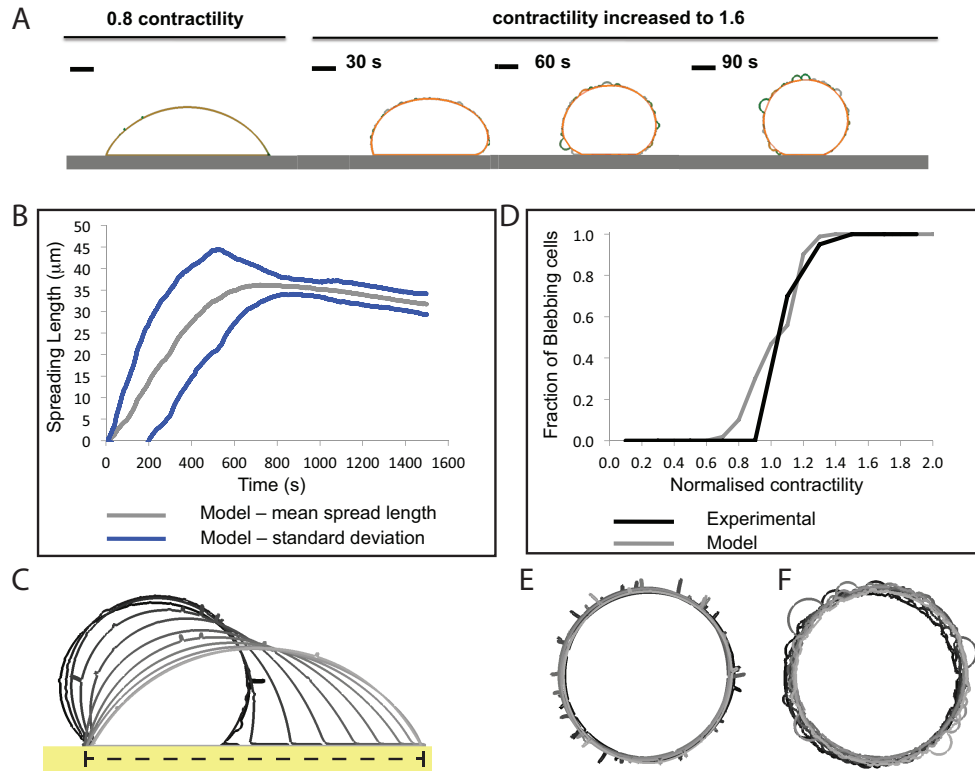 A
0.8 contractility
contractility increased to 1.6
30 s
60 s
90 s
B
50
45
40
35
30
25
20
15
10
5
0
0 200 400 600 800 1000 1200 1400 1600
Spreading Length (μm)
Time (s)
Model – mean spread length
Model – standard deviation
D
1.0
0.8
0.6
0.4
0.2
0.0
0.0 0.2 0.4 0.6 0.8 1.0 1.2 1.4 1.6 1.8 2.0
Fraction of Blebbing cells
Normalised contractility
Experimental
Model
C
E
F